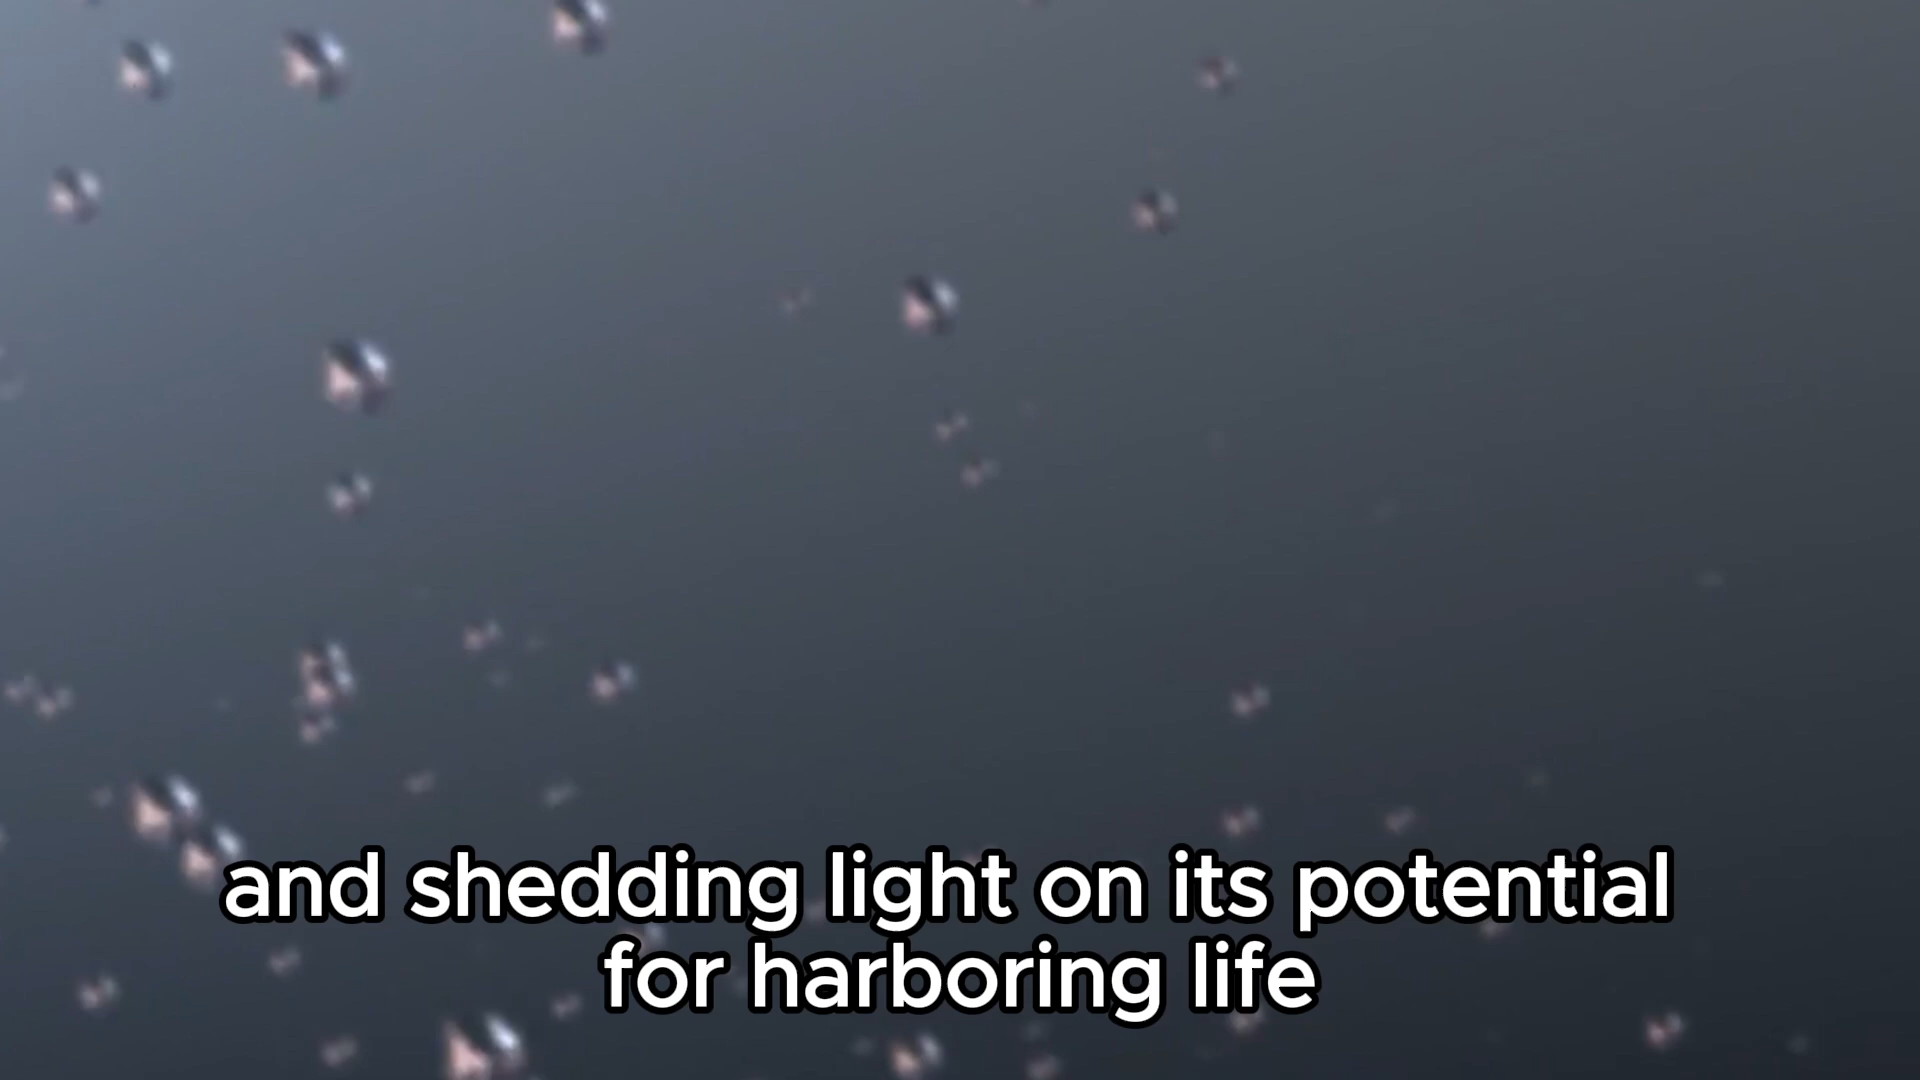 and shedding light on its potential
for harboring life